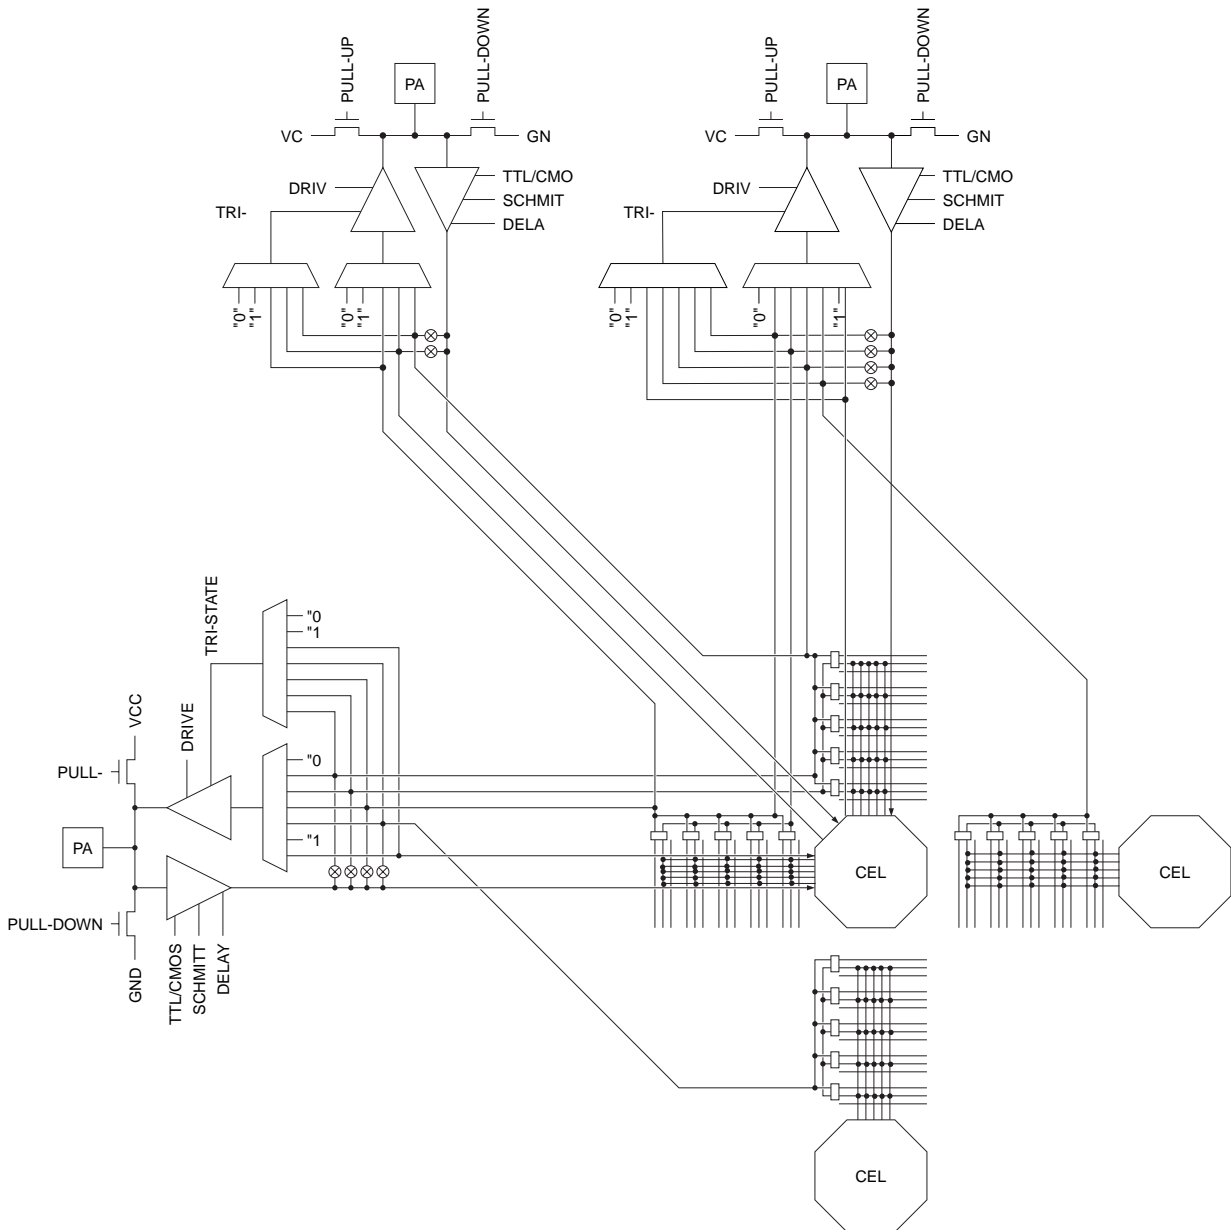 PULL-UP
PULL-DOWN
PA
VC
GN
DRIV
TTL/CMO
SCHMIT
DELA
TRI-
"0"
"1"
"0"
"1"
PULL-UP
PULL-DOWN
PA
VC
GN
DRIV
TTL/CMO
SCHMIT
DELA
TRI-
"0"
"1"
"0"
"1"
TRI-STATE
"0
"1
VCC
DRIVE
PULL-
"0
"1
PA
PULL-DOWN
GND
TTL/CMOS
SCHMITT
DELAY
CEL
CEL
CEL